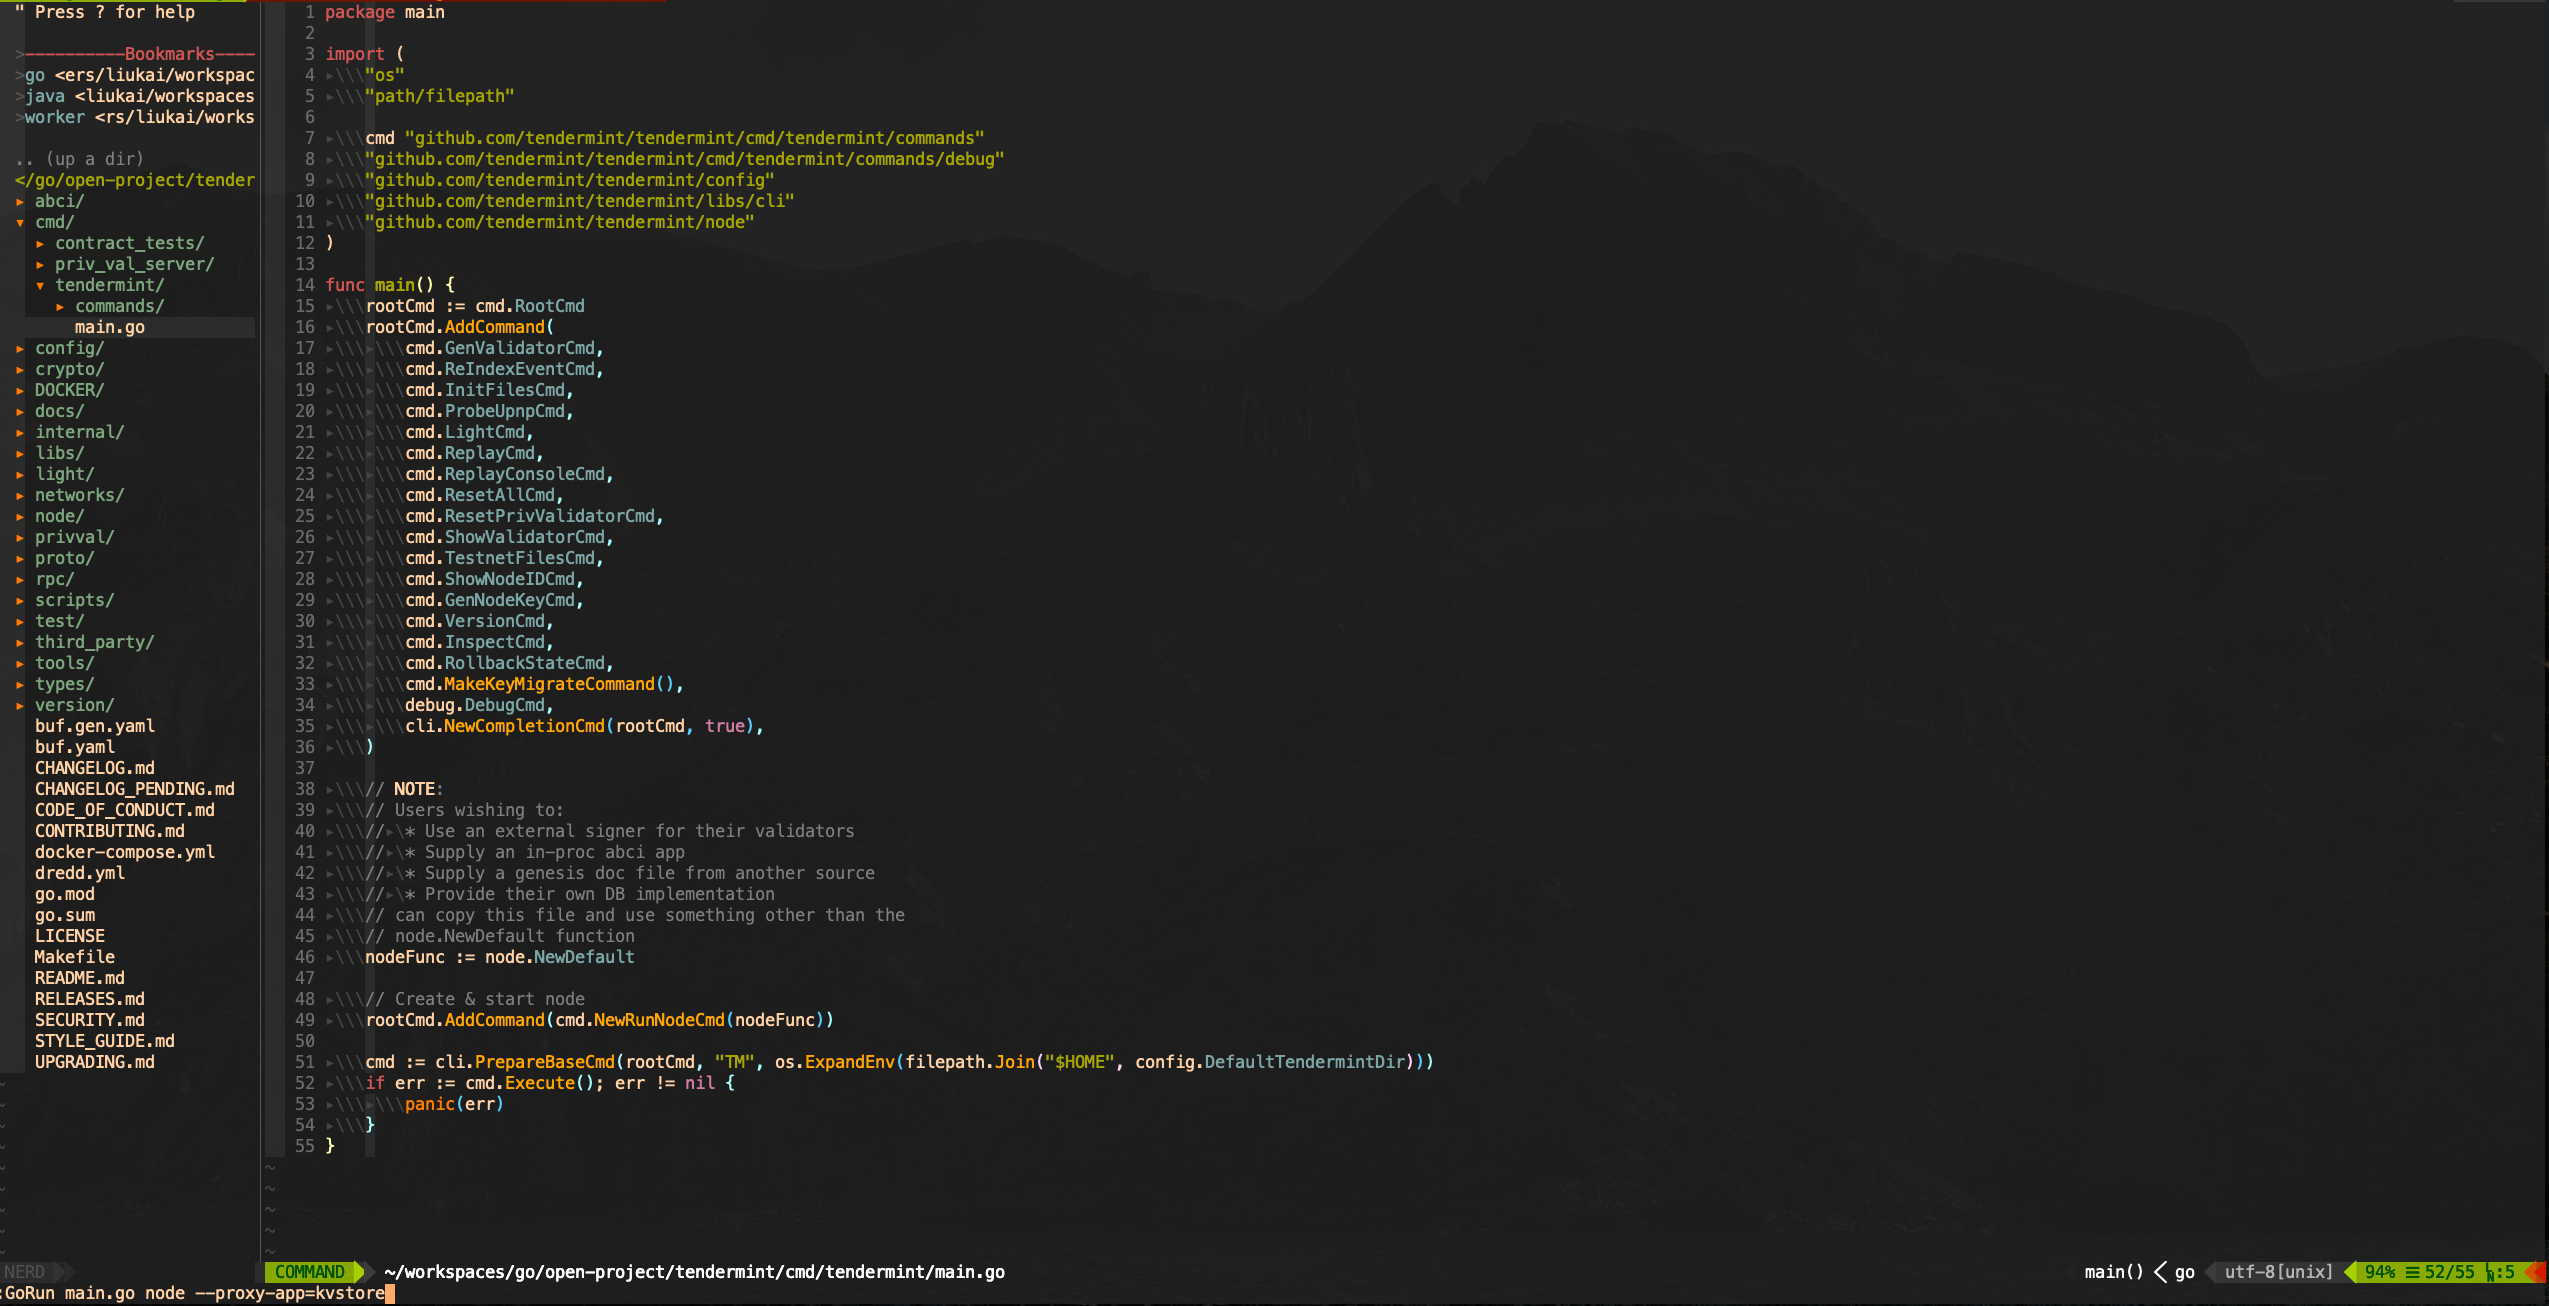 " Press ? for help
>----------Bookmarks----
>go <ers/liukai/workspac
>java <liukai/workspaces
>worker <rs/liukai/works
.. (up a dir)
</go/open-project/tender
▸ abci/
▾ cmd/
▸ contract_tests/
▸ priv_val_server/
▾ tendermint/
▸ commands/
main.go
▸ config/
▸ crypto/
▸ DOCKER/
▸ docs/
▸ internal/
▸ libs/
▸ light/
▸ networks/
▸ node/
▸ privval/
▸ proto/
▸ rpc/
▸ scripts/
▸ test/
▸ third_party/
▸ tools/
▸ types/
▸ version/
buf.gen.yaml
buf.yaml
CHANGELOG.md
CHANGELOG_PENDING.md
CODE_OF_CONDUCT.md
CONTRIBUTING.md
docker-compose.yml
dredd.yml
go.mod
go.sum
LICENSE
Makefile
README.md
RELEASES.md
SECURITY.md
STYLE_GUIDE.md
UPGRADING.md
1 package main
2
3 import (
4 ▸\\\"os"
5 ▸\\\"path/filepath"
6
7 ▸\\\cmd "github.com/tendermint/tendermint/cmd/tendermint/commands"
8 ▸\\\"github.com/tendermint/tendermint/cmd/tendermint/commands/debug"
9 ▸\\\"github.com/tendermint/tendermint/config"
10 ▸\\\"github.com/tendermint/tendermint/libs/cli"
11 ▸\\\"github.com/tendermint/tendermint/node"
12 )
13
14 func main() {
15 ▸\\\rootCmd := cmd.RootCmd
16 ▸\\\rootCmd.AddCommand(
17 ▸\\\▸\\\cmd.GenValidatorCmd,
18 ▸\\\▸\\\cmd.ReIndexEventCmd,
19 ▸\\\▸\\\cmd.InitFilesCmd,
20 ▸\\\▸\\\cmd.ProbeUpnpCmd,
21 ▸\\\▸\\\cmd.LightCmd,
22 ▸\\\▸\\\cmd.ReplayCmd,
23 ▸\\\▸\\\cmd.ReplayConsoleCmd,
24 ▸\\\▸\\\cmd.ResetAllCmd,
25 ▸\\\▸\\\cmd.ResetPrivValidatorCmd,
26 ▸\\\▸\\\cmd.ShowValidatorCmd,
27 ▸\\\▸\\\cmd.TestnetFilesCmd,
28 ▸\\\▸\\\cmd.ShowNodeIDCmd,
29 ▸\\\▸\\\cmd.GenNodeKeyCmd,
30 ▸\\\▸\\\cmd.VersionCmd,
31 ▸\\\▸\\\cmd.InspectCmd,
32 ▸\\\▸\\\cmd.RollbackStateCmd,
33 ▸\\\▸\\\cmd.MakeKeyMigrateCommand(),
34 ▸\\\▸\\\debug.DebugCmd,
35 ▸\\\▸\\\cli.NewCompletionCmd(rootCmd, true),
36 ▸\\\)
37
38 ▸\\\// NOTE:
39 ▸\\\// Users wishing to:
40 ▸\\\//▸\* Use an external signer for their validators
41 ▸\\\//▸\* Supply an in-proc abci app
42 ▸\\\//▸\* Supply a genesis doc file from another source
43 ▸\\\//▸\* Provide their own DB implementation
44 ▸\\\// can copy this file and use something other than the
45 ▸\\\// node.NewDefault function
46 ▸\\\nodeFunc := node.NewDefault
47
48 ▸\\\// Create & start node
49 ▸\\\rootCmd.AddCommand(cmd.NewRunNodeCmd(nodeFunc))
50
51 ▸\\\cmd := cli.PrepareBaseCmd(rootCmd, "TM", os.ExpandEnv(filepath.Join("$HOME", config.DefaultTendermintDir)))
52 ▸\\\if err := cmd.Execute(); err != nil {
53 ▸\\\▸\\\panic(err)
54 ▸\\\}
55 }
~
~
~
~
~
NERD COMMAND ~/workspaces/go/open-project/tendermint/cmd/tendermint/main.go main() < go utf-8[unix] 94% ☰ 52/55 ㏑:5
:GoRun main.go node --proxy-app=kvstore